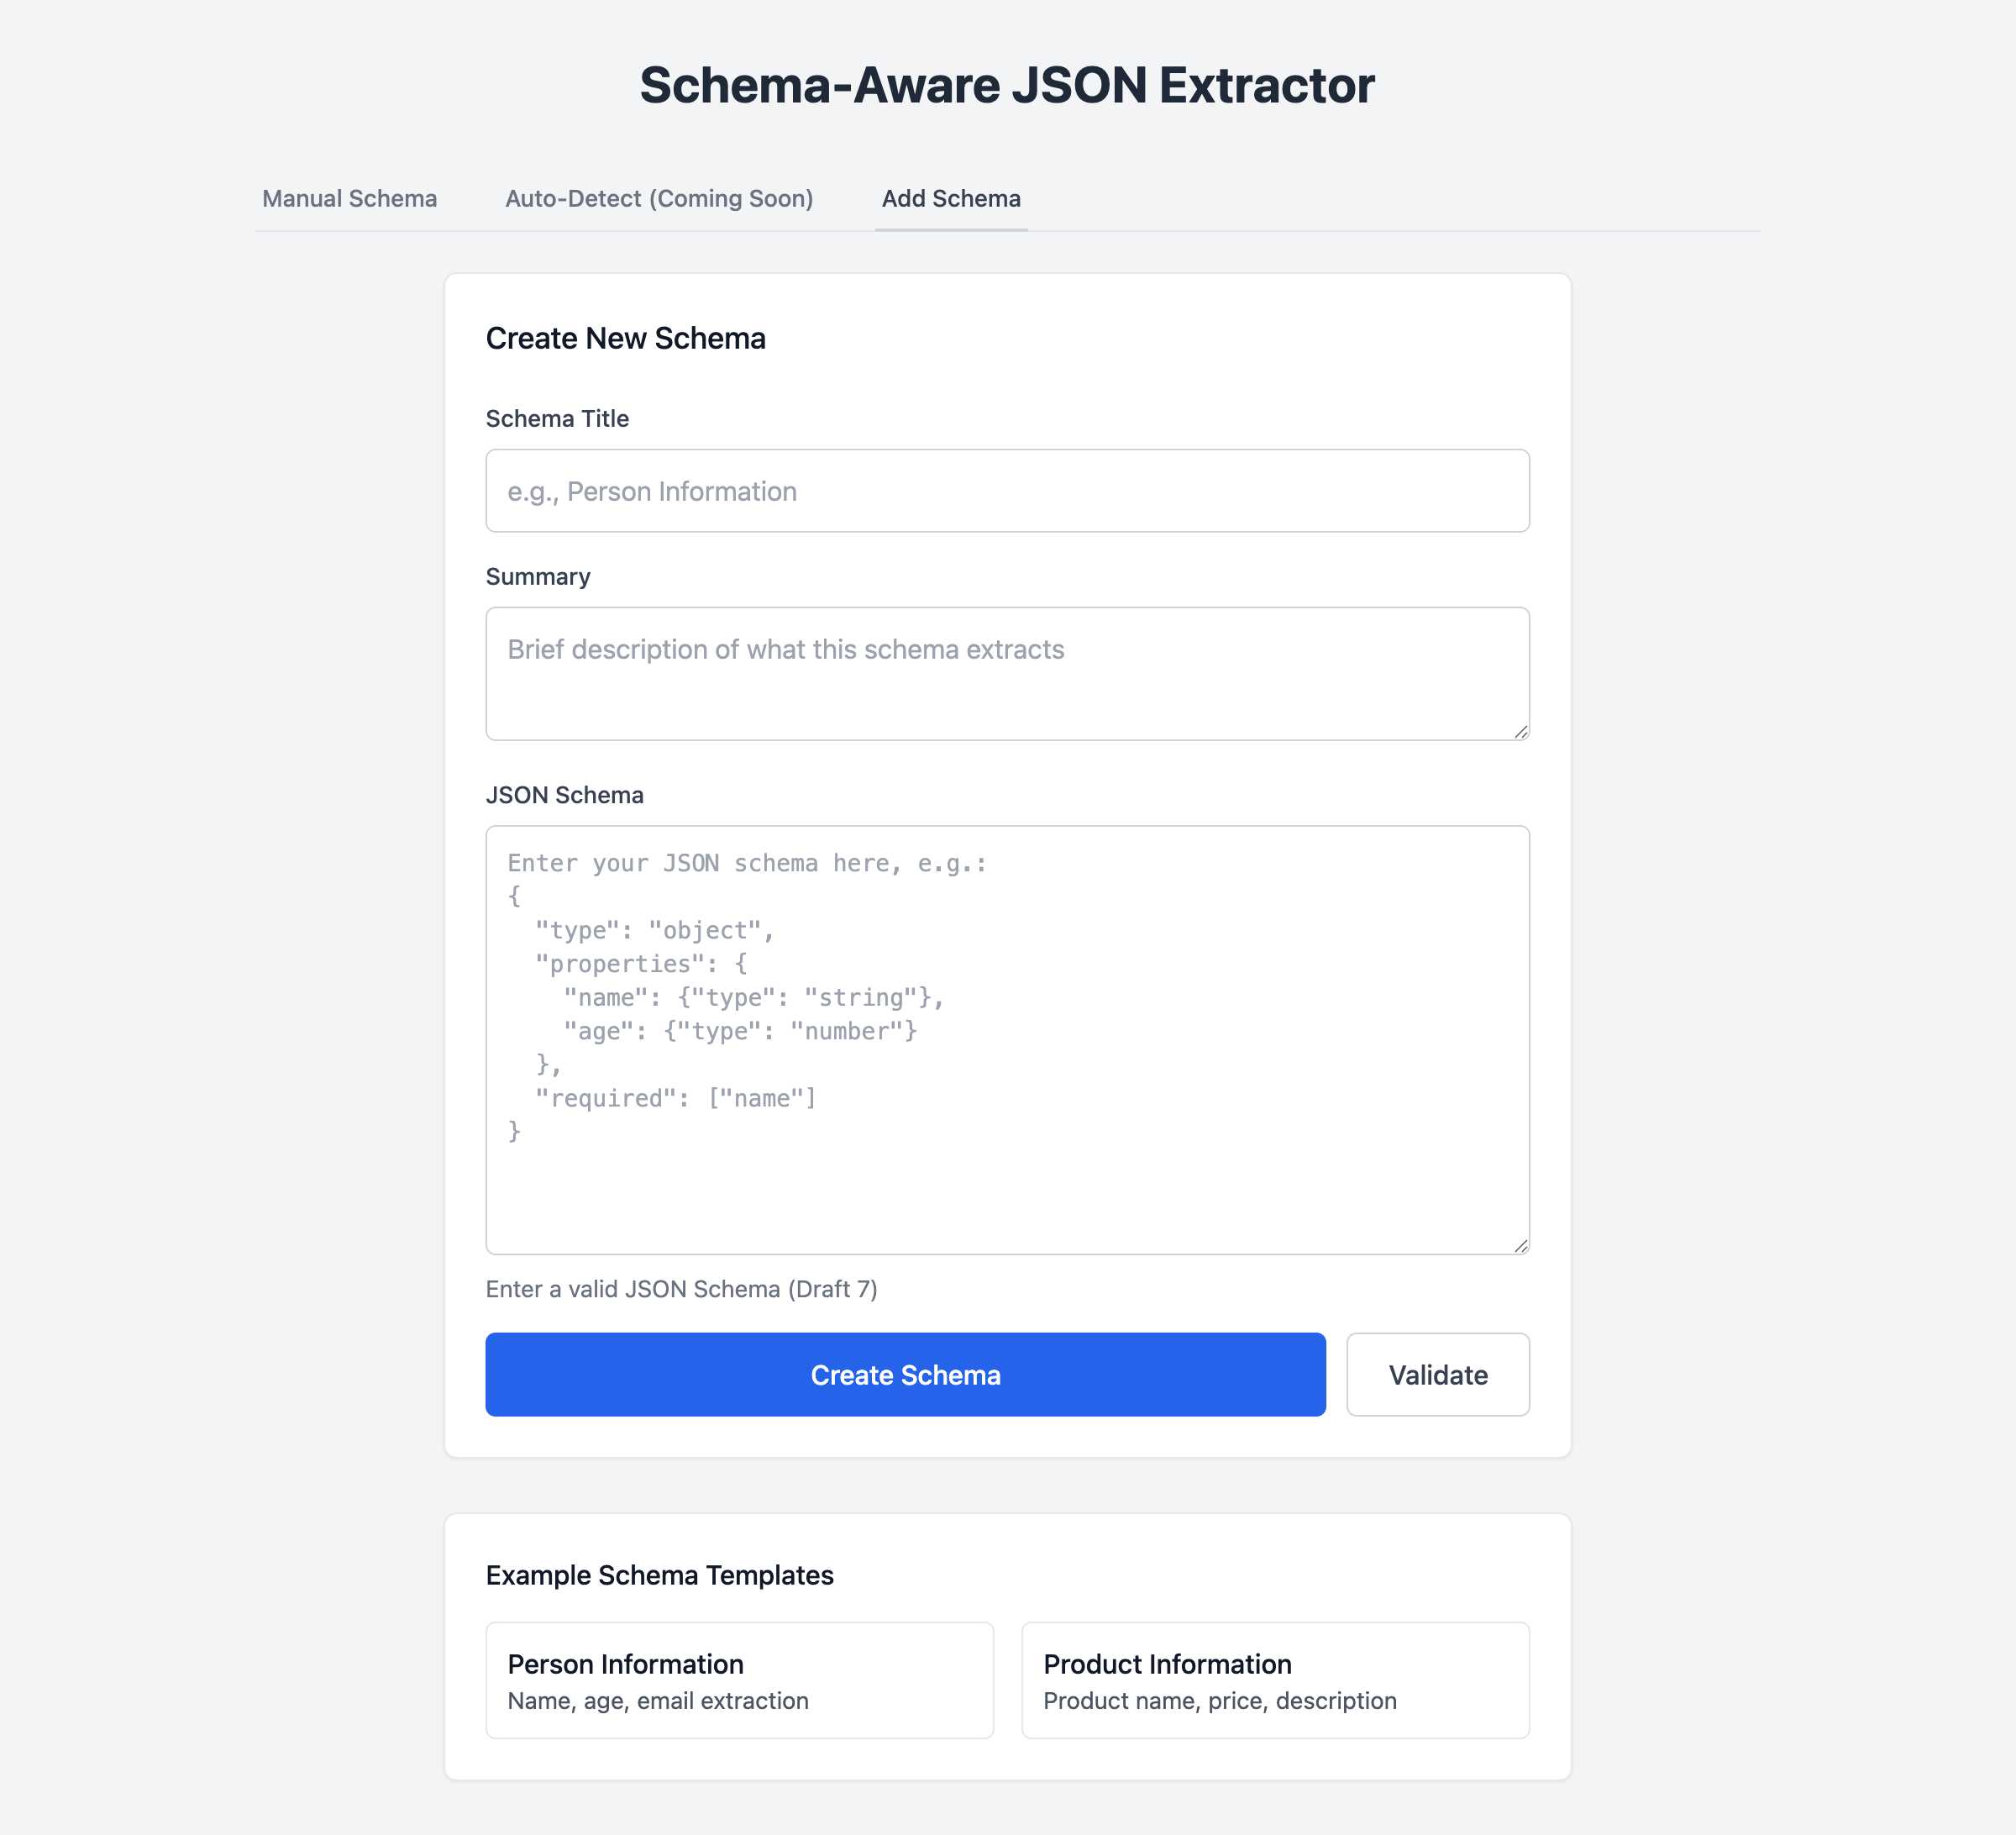 Schema-Aware JSON Extractor
Manual Schema
Auto-Detect (Coming Soon)
Add Schema
Create New Schema
Schema Title
e.g., Person Information
Summary
Brief description of what this schema extracts
JSON Schema
Enter your JSON schema here, e.g.:
{
  "type": "object",
  "properties": {
    "name": {"type": "string"},
    "age": {"type": "number"}
  },
  "required": ["name"]
}
Enter a valid JSON Schema (Draft 7)
Create Schema
Validate
Example Schema Templates
Person Information
Name, age, email extraction
Product Information
Product name, price, description